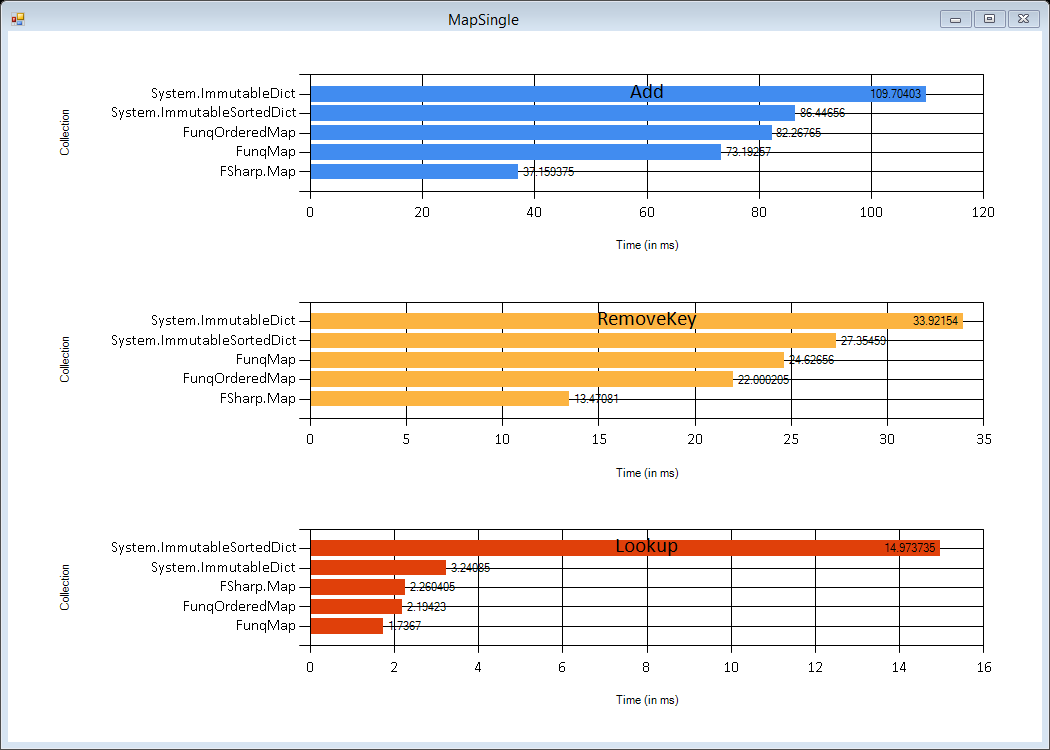 MapSingle
Add
Collection
System.ImmutableDict 109.70403
System.ImmutableSortedDict 86.44656
FunqOrderedMap 82.26765
FunqMap 73.19257
FSharp.Map 37.159375
0 20 40 60 80 100 120
Time (in ms)
RemoveKey
Collection
System.ImmutableDict 33.92154
System.ImmutableSortedDict 27.35459
FunqMap 24.62656
FunqOrderedMap 22.000205
FSharp.Map 13.47081
0 5 10 15 20 25 30 35
Time (in ms)
Lookup
Collection
System.ImmutableSortedDict 14.973735
System.ImmutableDict 3.24085
FSharp.Map 2.260405
FunqOrderedMap 2.19423
FunqMap 1.7367
0 2 4 6 8 10 12 14 16
Time (in ms)